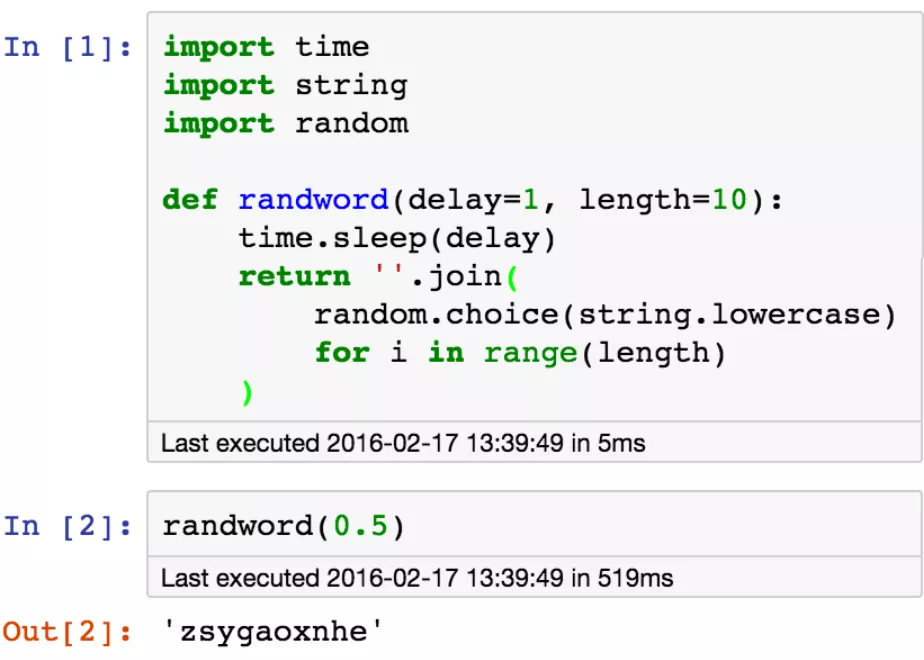 In [1]: import time
import string
import random
def randword(delay=1, length=10):
    time.sleep(delay)
    return ''.join(
        random.choice(string.lowercase)
        for i in range(length)
    )
Last executed 2016-02-17 13:39:49 in 5ms
In [2]: randword(0.5)
Last executed 2016-02-17 13:39:49 in 519ms
Out[2]: 'zsygaoxnhe'